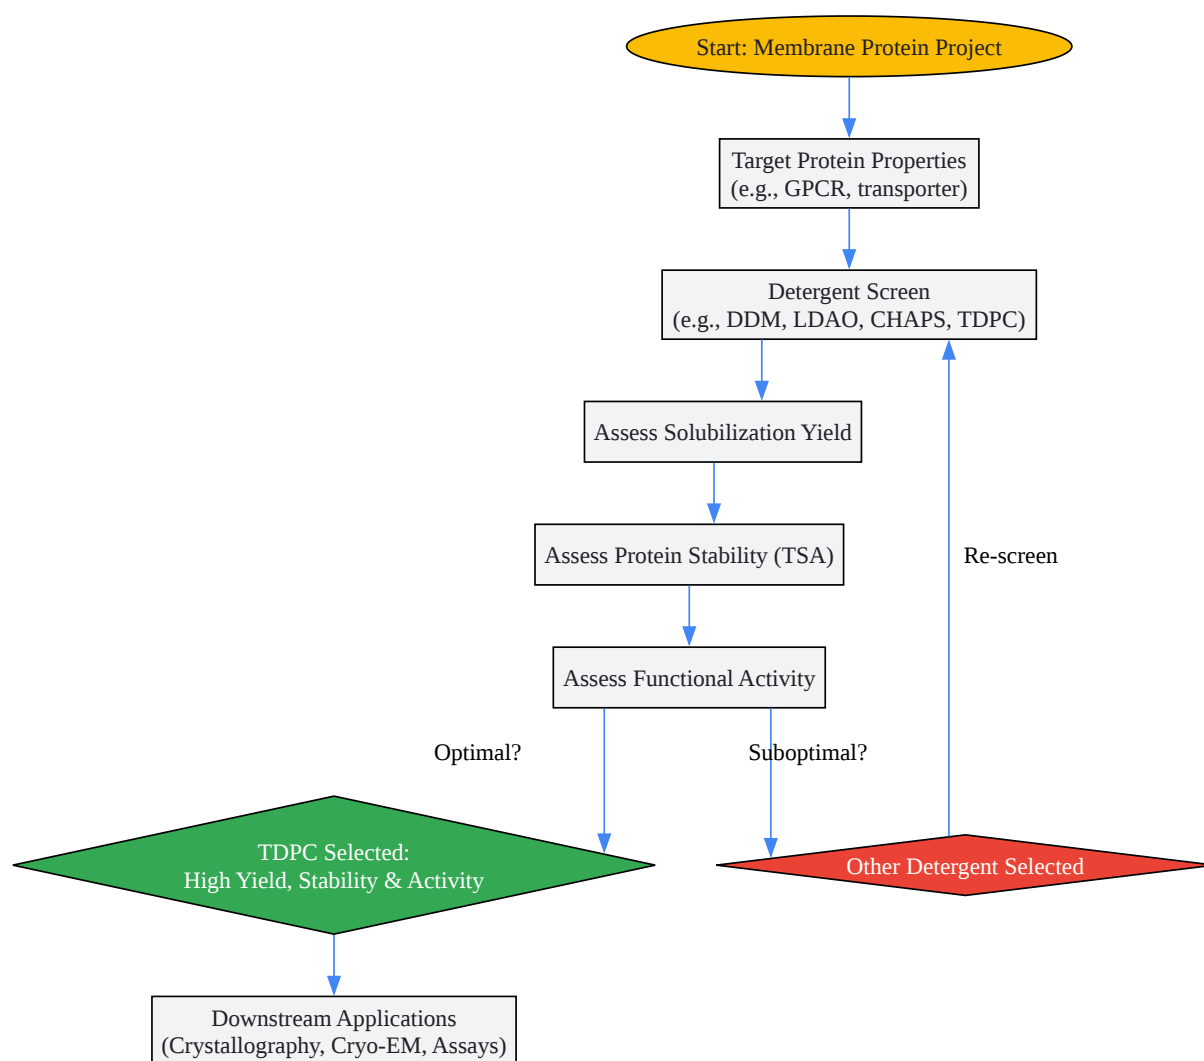 Start: Membrane Protein Project
Target Protein Properties
(e.g., GPCR, transporter)
Detergent Screen
(e.g., DDM, LDAO, CHAPS, TDPC)
Assess Solubilization Yield
Assess Protein Stability (TSA)
Re-screen
Assess Functional Activity
Optimal?
Suboptimal?
TDPC Selected:
High Yield, Stability & Activity
Other Detergent Selected
Downstream Applications
(Crystallography, Cryo-EM, Assays)